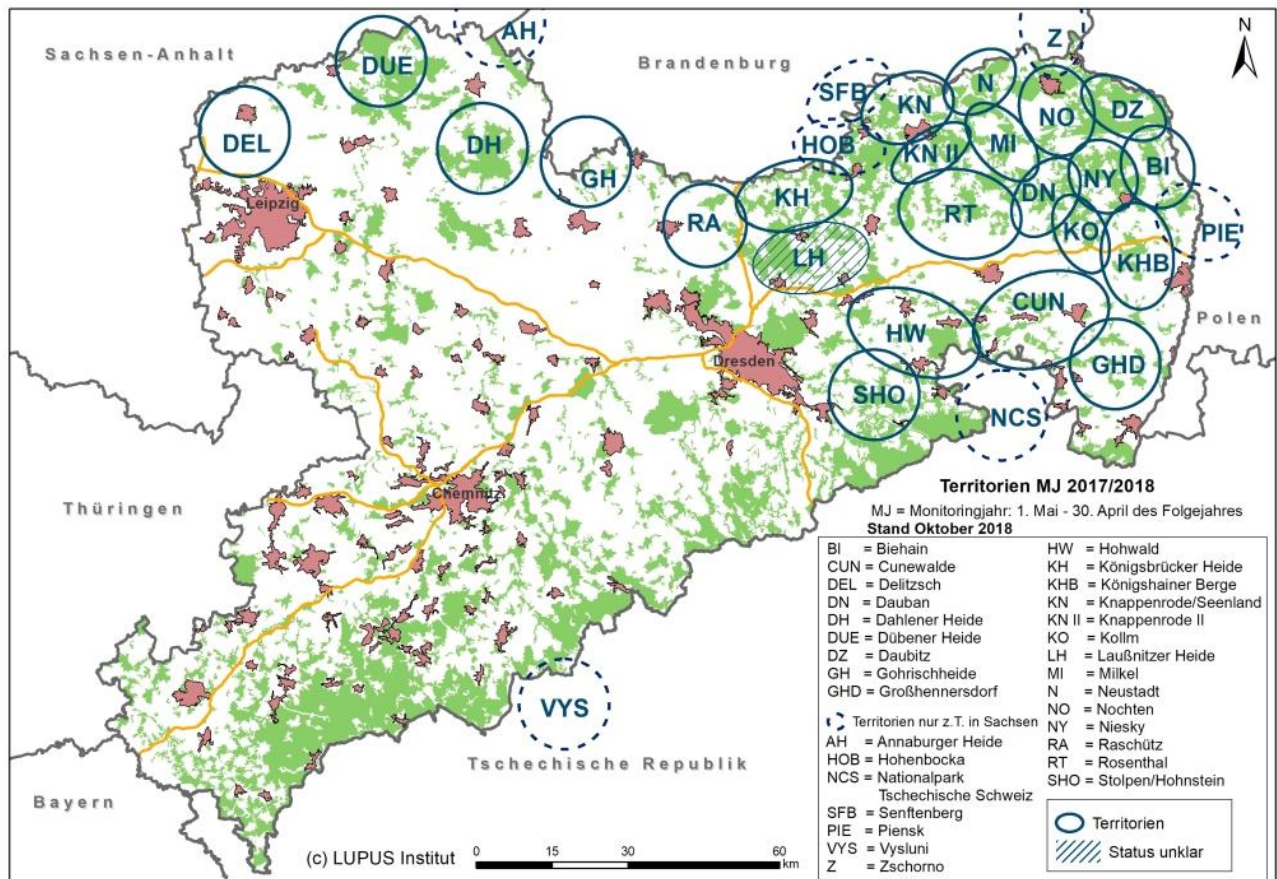 Sachsen-Anhalt
Brandenburg
N
AH
Z
DUE
SFB
KN
N
NO
DZ
DEL
DH
GH
HOB
KN II
MI
BI
Leipzig
RA
KH
RT
DN
NY
KO
PIE
LH
KHB
CUN
HW
Polen
Dresden
GHD
SHO
NCS
Chemnitz
Thüringen
VYS
Tschechische Republik
Bayern
(c) LUPUS Institut
0 15 30 60
km
Territorien MJ 2017/2018
MJ = Monitoringjahr: 1. Mai - 30. April des Folgejahres
Stand Oktober 2018
BI = Biehain
CUN = Cunewalde
DEL = Delitzsch
DN = Dauban
DH = Dahlener Heide
DUE = Dübener Heide
DZ = Daubitz
GH = Gohrischheide
GHD = Großhennersdorf
Territorien nur z.T. in Sachsen
AH = Annaburger Heide
HOB = Hohenbocka
NCS = Nationalpark
Tschechische Schweiz
SFB = Senftenberg
PIE = Piensk
VYS = Vysluni
Z = Zschorno
HW = Hohwald
KH = Königsbrücker Heide
KHB = Königshainer Berge
KN = Knappenrode/Seenland
KN II = Knappenrode II
KO = Kollm
LH = Laußnitzer Heide
MI = Milkel
N = Neustadt
NO = Nochten
NY = Niesky
RA = Raschütz
RT = Rosenthal
SHO = Stolpen/Hohnstein
Territorien
Status unklar